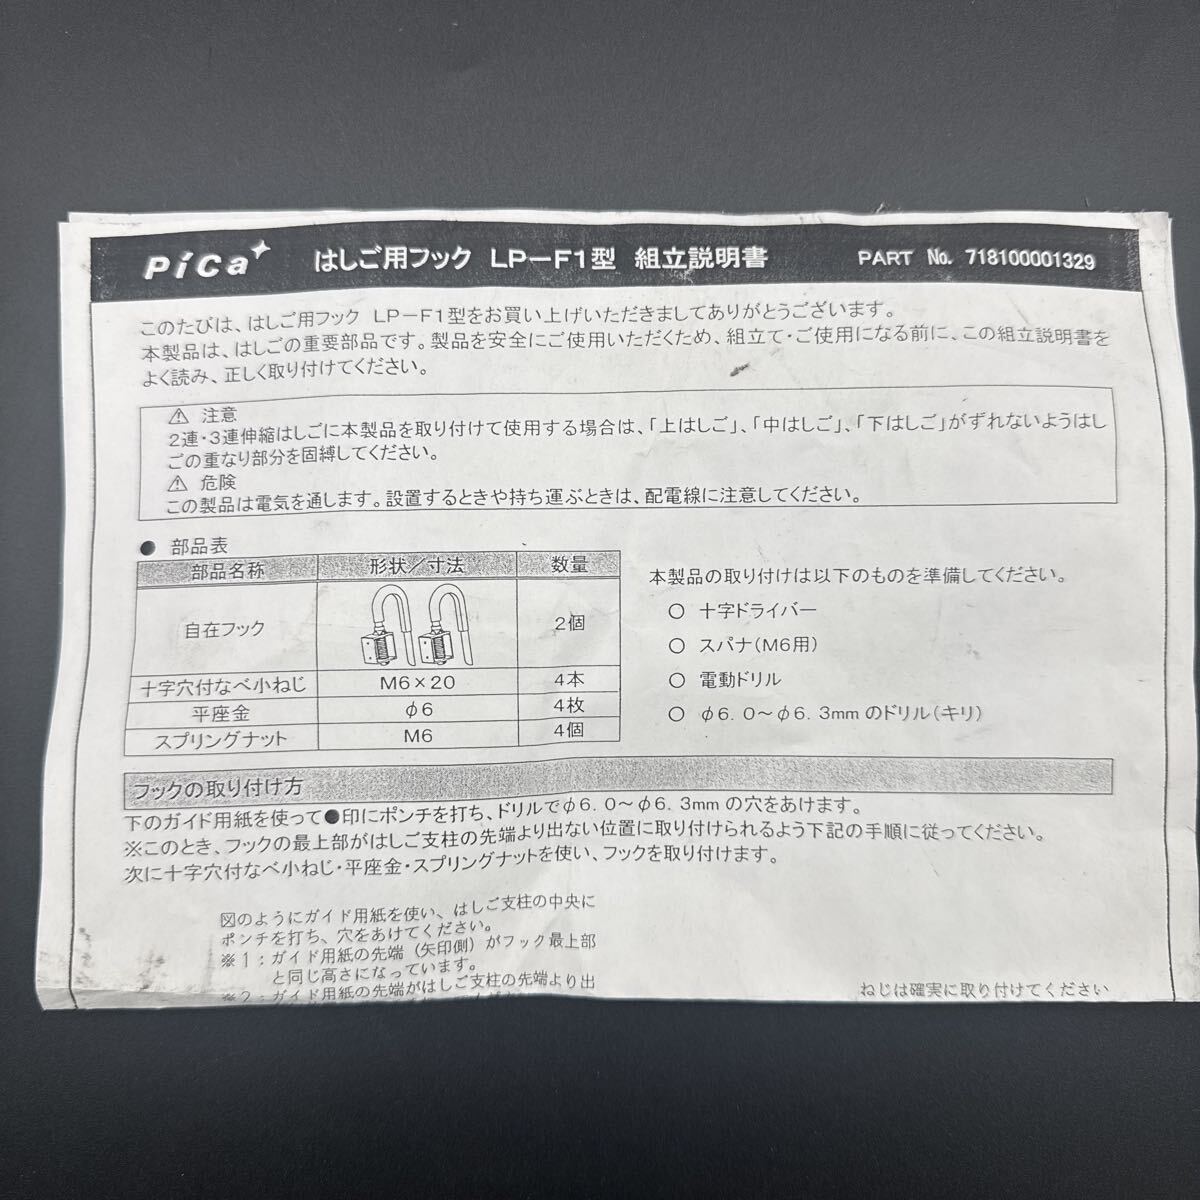 PiCa はしご用フック LP－F1型 組立説明書 PART No. 718100001329
このたびは、はしご用フック LP－F1型をお買い上げいただきましてありがとうございます。
本製品は、はしごの重要部品です。製品を安全にご使用いただくため、組立て・ご使用になる前に、この組立説明書を
よく読み、正しく取り付けてください。
⚠ 注意
2連・3連伸縮はしごに本製品を取り付けて使用する場合は、「上はしご」、「中はしご」、「下はしご」がずれないようはし
ごの重なり部分を固縛してください。
⚠ 危険
この製品は電気を通します。設置するときや持ち運ぶときは、配電線に注意してください。
● 部品表
部品名称 形状／寸法 数量
自在フック 2個
十字穴付なべ小ねじ M6×20 4本
平座金 φ6 4枚
スプリングナット M6 4個
本製品の取り付けは以下のものを準備してください。
○ 十字ドライバー
○ スパナ(M6用)
○ 電動ドリル
○ φ6.0～φ6.3mm のドリル(キリ)
フックの取り付け方
下のガイド用紙を使って●印にポンチを打ち、ドリルでφ6.0～φ6.3mm の穴をあけます。
※このとき、フックの最上部がはしご支柱の先端より出ない位置に取り付けられるよう下記の手順に従ってください。
次に十字穴付なべ小ねじ・平座金・スプリングナットを使い、フックを取り付けます。
図のようにガイド用紙を使い、はしご支柱の中央に
ポンチを打ち、穴をあけてください。
※1：ガイド用紙の先端（矢印側）がフック最上部
と同じ高さになっています。
※2：ガイド用紙の先端がはしご支柱の先端より出
ねじは確実に取り付けてください